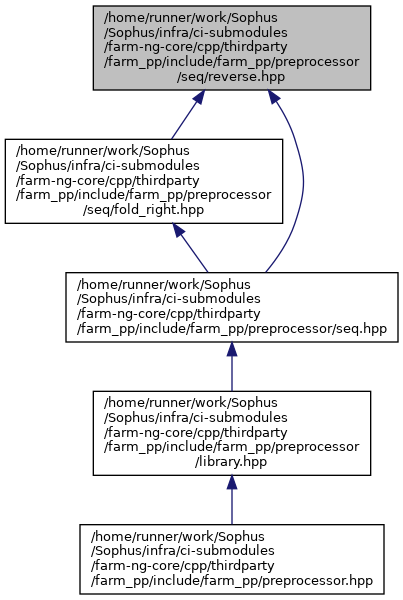 /home/runner/work/Sophus
/Sophus/infra/ci-submodules
/farm-ng-core/cpp/thirdparty
/farm_pp/include/farm_pp/preprocessor
/seq/reverse.hpp
/home/runner/work/Sophus
/Sophus/infra/ci-submodules
/farm-ng-core/cpp/thirdparty
/farm_pp/include/farm_pp/preprocessor
/seq/fold_right.hpp
/home/runner/work/Sophus
/Sophus/infra/ci-submodules
/farm-ng-core/cpp/thirdparty
/farm_pp/include/farm_pp/preprocessor/seq.hpp
/home/runner/work/Sophus
/Sophus/infra/ci-submodules
/farm-ng-core/cpp/thirdparty
/farm_pp/include/farm_pp/preprocessor
/library.hpp
/home/runner/work/Sophus
/Sophus/infra/ci-submodules
/farm-ng-core/cpp/thirdparty
/farm_pp/include/farm_pp/preprocessor.hpp